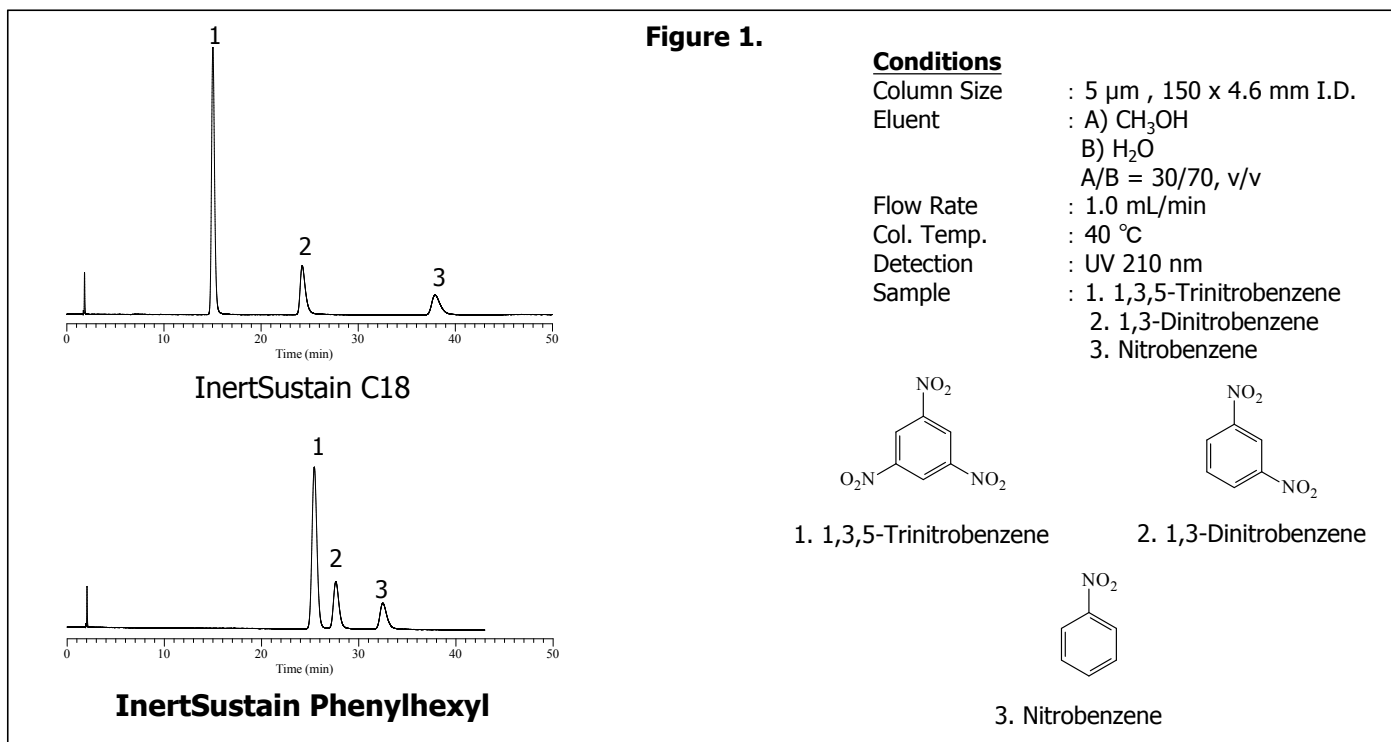 Figure 1.
1
2
3
0 10 20 30 40 50
Time (min)
InertSustain C18
1
2
3
0 10 20 30 40 50
Time (min)
InertSustain Phenylhexyl
Conditions
Column Size : 5 μm , 150 x 4.6 mm I.D.
Eluent : A) CH₃OH
B) H₂O
A/B = 30/70, v/v
Flow Rate : 1.0 mL/min
Col. Temp. : 40 ℃
Detection : UV 210 nm
Sample : 1. 1,3,5-Trinitrobenzene
2. 1,3-Dinitrobenzene
3. Nitrobenzene
NO₂
O₂N NO₂
1. 1,3,5-Trinitrobenzene
NO₂
NO₂
2. 1,3-Dinitrobenzene
NO₂
3. Nitrobenzene